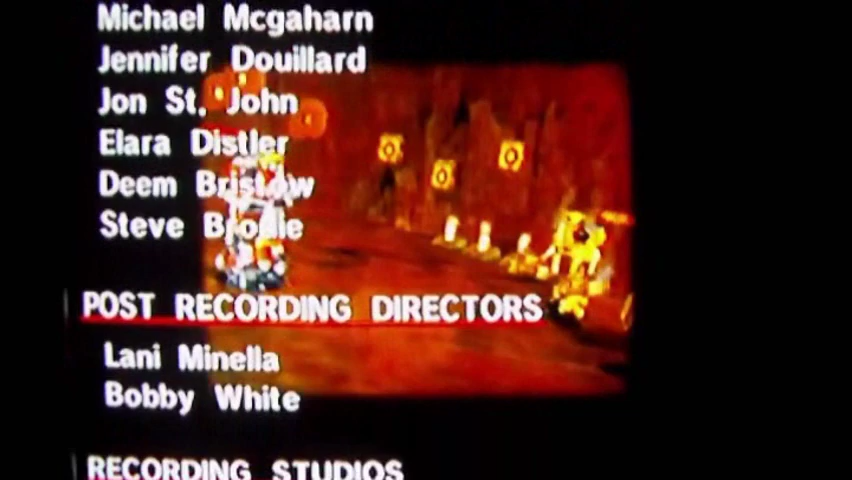 Michael Mcgaharn
Jennifer Douillard
Jon St. John
Elara Distler
Deem Bristow
Steve Brodie
POST RECORDING DIRECTORS
Lani Minella
Bobby White
RECORDING STUDIOS